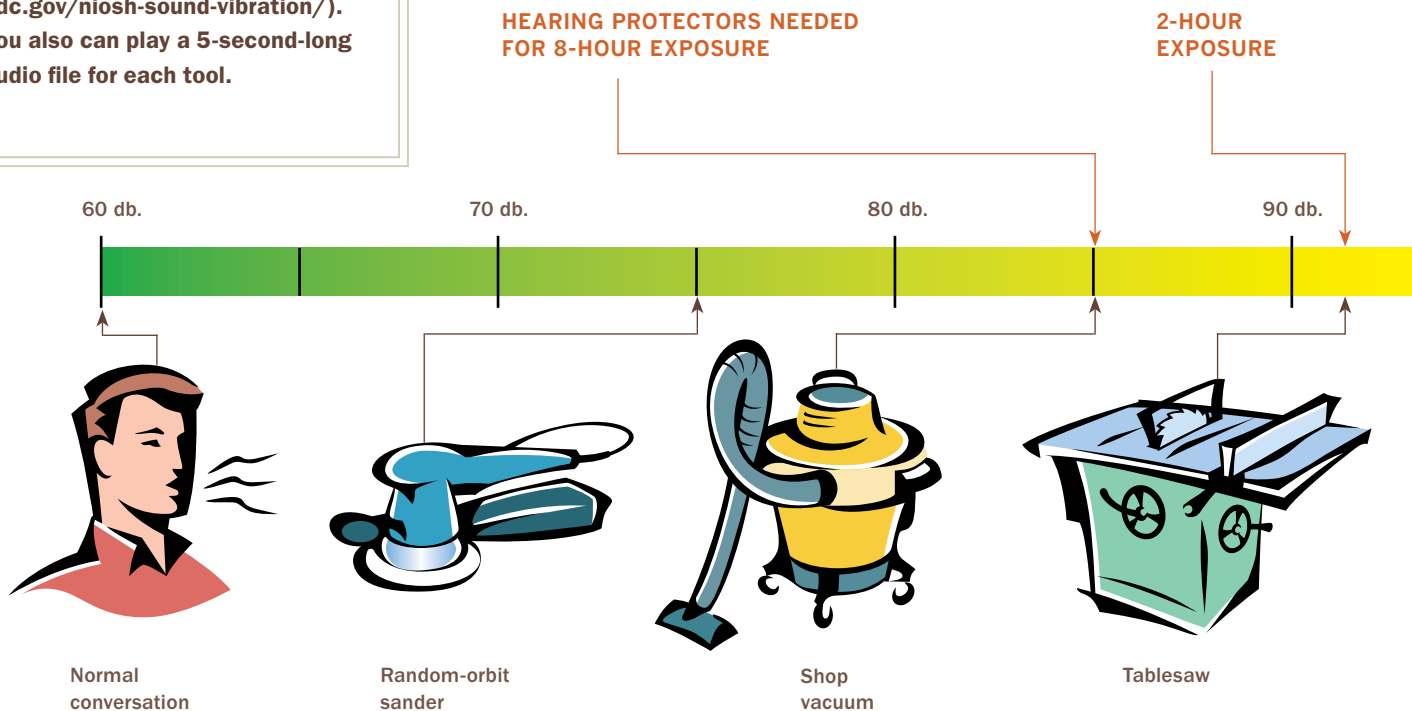 dc.gov/niosh-sound-vibration/).
ou also can play a 5-second-long
udio file for each tool.
HEARING PROTECTORS NEEDED
FOR 8-HOUR EXPOSURE
2-HOUR
EXPOSURE
60 db.
70 db.
80 db.
90 db.
Normal
conversation
Random-orbit
sander
Shop
vacuum
Tablesaw